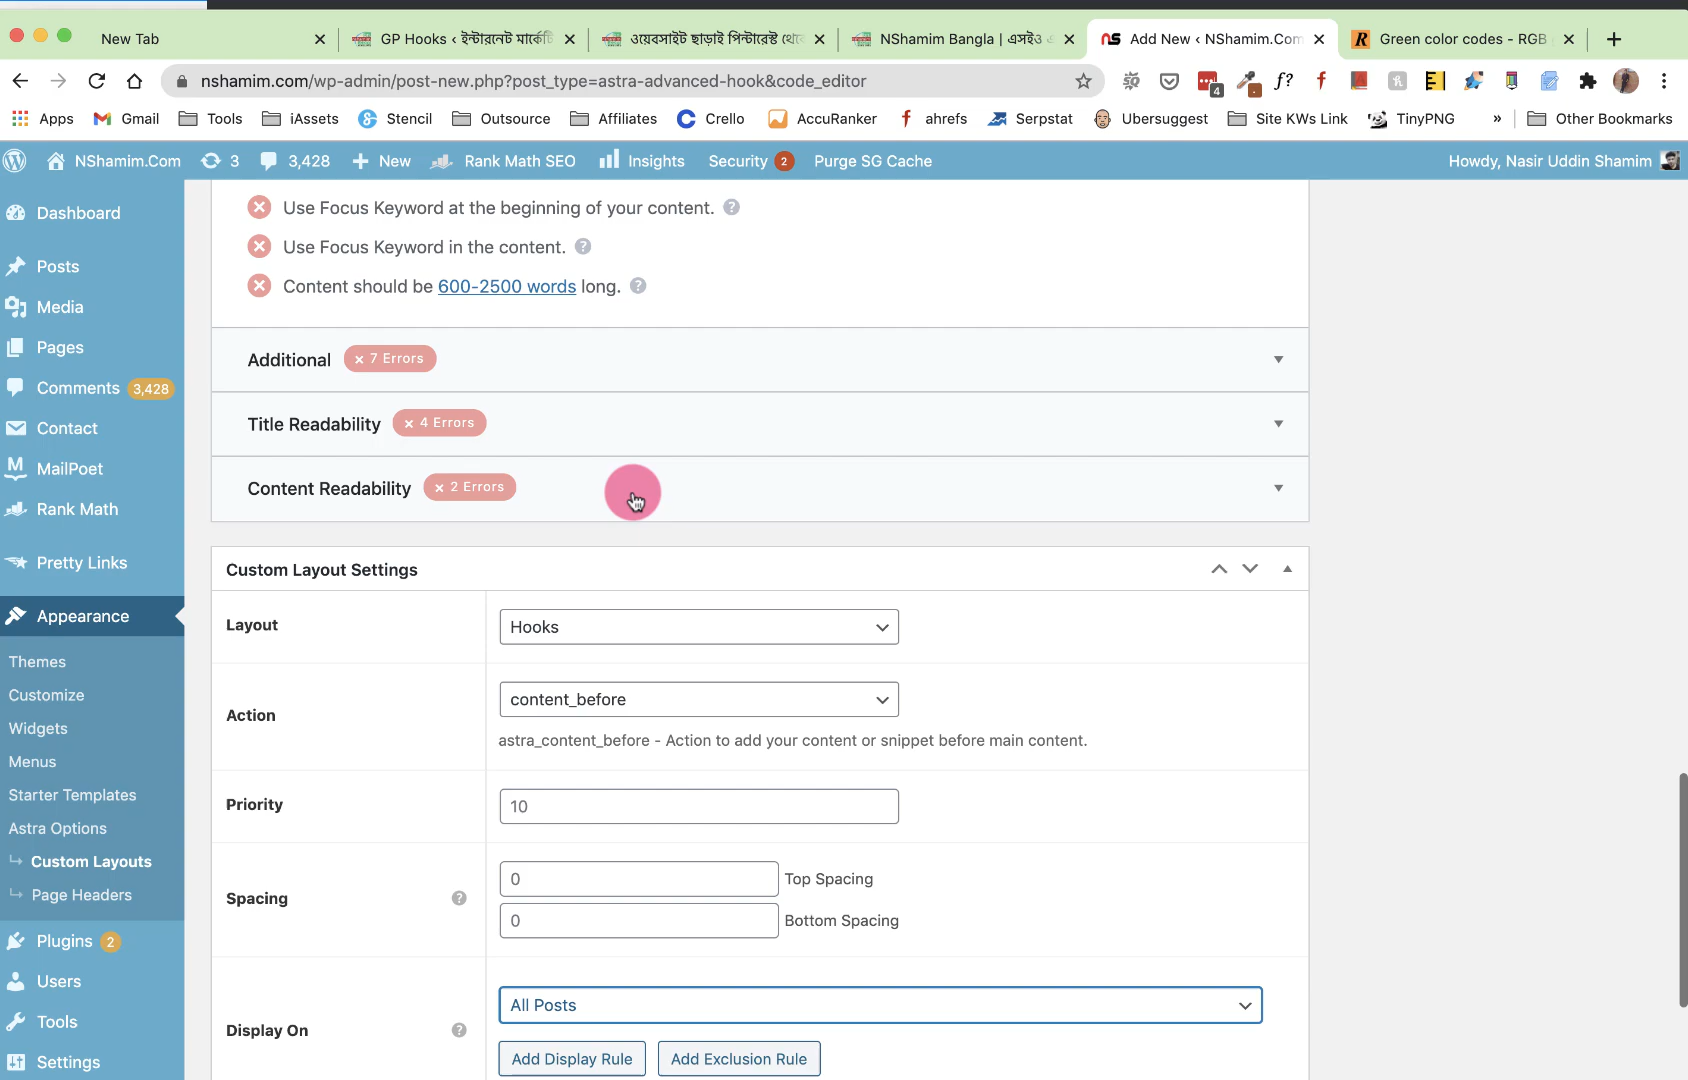 New Tab
GP Hooks ‹ ইন্টারনেট মার্কেটি
ওয়েবসাইট ছাড়াই পিন্টারেস্ট থেকে
NShamim Bangla | এসইও
Add New ‹ NShamim.Com
Green color codes - RGB
nshamim.com/wp-admin/post-new.php?post_type=astra-advanced-hook&code_editor
4
f?
Apps
Gmail
Tools
iAssets
Stencil
Outsource
Affiliates
Crello
AccuRanker
ahrefs
Serpstat
Ubersuggest
Site KWs Link
TinyPNG
»
Other Bookmarks
NShamim.Com
3
3,428
New
Rank Math SEO
Insights
Security 2
Purge SG Cache
Howdy, Nasir Uddin Shamim
Dashboard
Posts
Media
Pages
Comments 3,428
Contact
MailPoet
Rank Math
Pretty Links
Appearance
Themes
Customize
Widgets
Menus
Starter Templates
Astra Options
Custom Layouts
Page Headers
Plugins 2
Users
Tools
Settings
Use Focus Keyword at the beginning of your content.
Use Focus Keyword in the content.
Content should be 600-2500 words long.
Additional × 7 Errors
Title Readability × 4 Errors
Content Readability × 2 Errors
Custom Layout Settings
Layout
Hooks
Action
content_before
astra_content_before - Action to add your content or snippet before main content.
Priority
10
Spacing
0 Top Spacing
0 Bottom Spacing
Display On
All Posts
Add Display Rule
Add Exclusion Rule